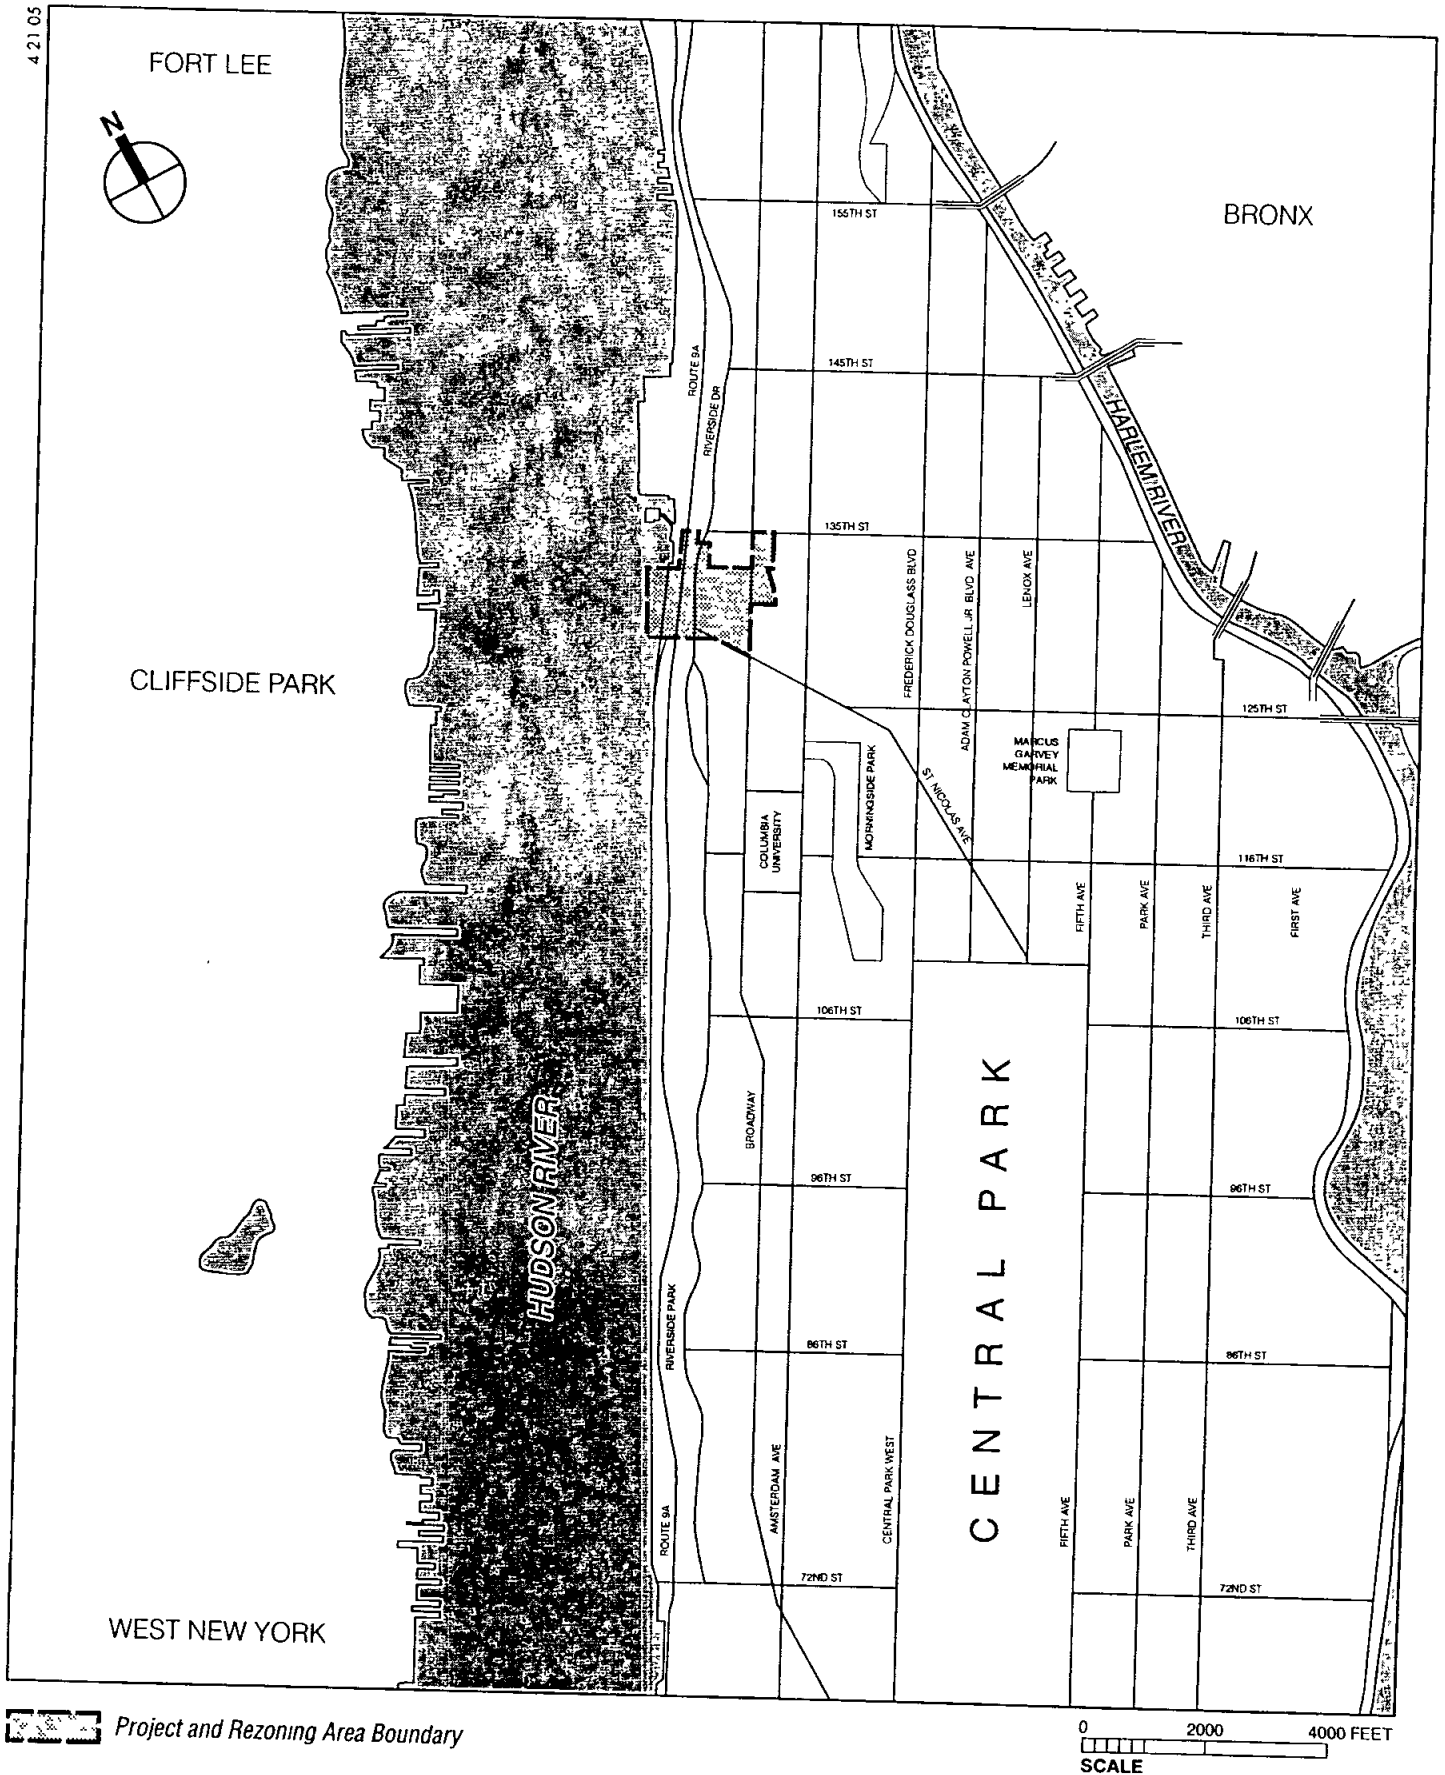 4 21 05
FORT LEE
N
BRONX
155TH ST
ROUTE 9A
RIVERSIDE DR
145TH ST
HARLEM RIVER
135TH ST
FREDERICK DOUGLASS BLVD
ADAM CLAYTON POWELL JR. BLVD AVE
LENOX AVE
CLIFFSIDE PARK
125TH ST
MARCUS
GARVEY
MEMORIAL
PARK
MORNINGSIDE PARK
ST NICOLAS AVE
COLUMBIA
UNIVERSITY
116TH ST
FIFTH AVE
PARK AVE
THIRD AVE
FIRST AVE
106TH ST
106TH ST
CENTRAL PARK
BROADWAY
HUDSON RIVER
96TH ST
96TH ST
RIVERSIDE PARK
86TH ST
86TH ST
AMSTERDAM AVE
CENTRAL PARK WEST
ROUTE 9A
FIFTH AVE
PARK AVE
THIRD AVE
72ND ST
72ND ST
WEST NEW YORK
Project and Rezoning Area Boundary
0 2000 4000 FEET
SCALE